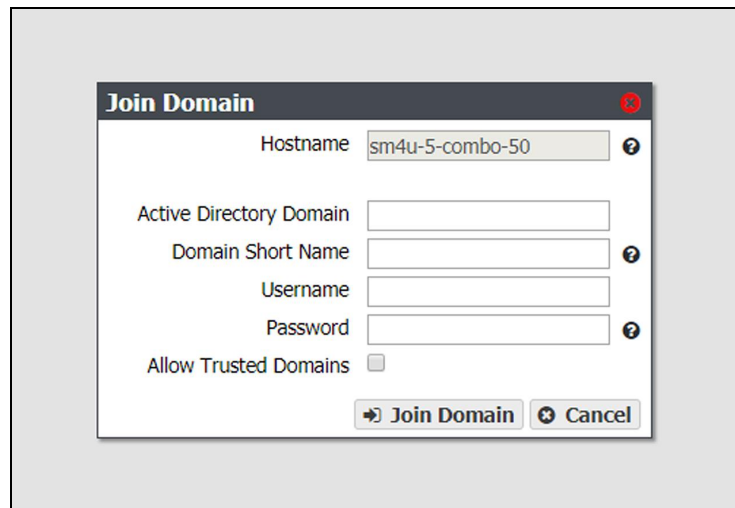 Join Domain
Hostname sm4u-5-combo-50
Active Directory Domain
Domain Short Name
Username
Password
Allow Trusted Domains
Join Domain Cancel